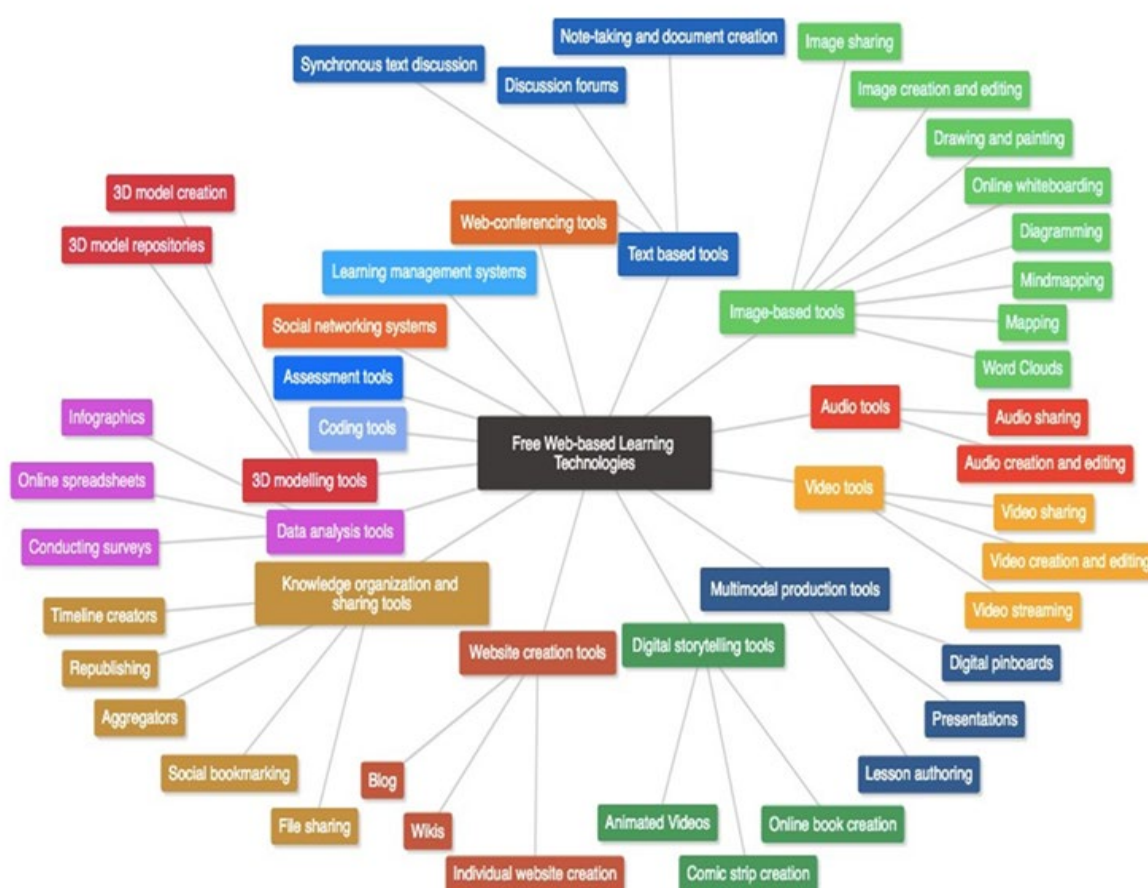 Note-taking and document creation
Image sharing
Synchronous text discussion
Discussion forums
Image creation and editing
Drawing and painting
3D model creation
Online whiteboarding
Web-conferencing tools
3D model repositories
Text based tools
Diagramming
Learning management systems
Mindmapping
Image-based tools
Social networking systems
Mapping
Assessment tools
Word Clouds
Infographics
Coding tools
Audio tools
Audio sharing
Free Web-based Learning
Technologies
Audio creation and editing
Online spreadsheets
3D modelling tools
Video tools
Video sharing
Conducting surveys
Data analysis tools
Video creation and editing
Knowledge organization and
sharing tools
Multimodal production tools
Timeline creators
Video streaming
Website creation tools
Digital storytelling tools
Republishing
Digital pinboards
Aggregators
Presentations
Social bookmarking
Blog
Lesson authoring
File sharing
Wikis
Animated Videos
Online book creation
Individual website creation
Comic strip creation